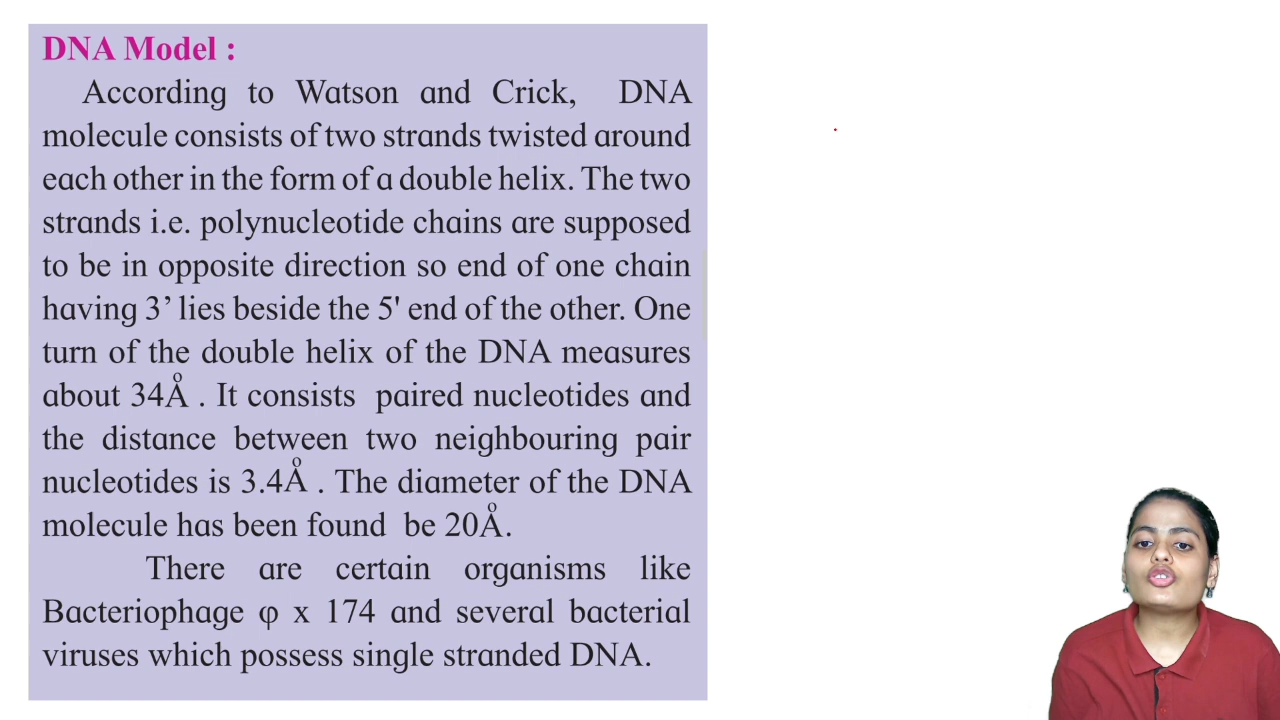 DNA Model :
According to Watson and Crick, DNA
molecule consists of two strands twisted around
each other in the form of a double helix. The two
strands i.e. polynucleotide chains are supposed
to be in opposite direction so end of one chain
having 3’ lies beside the 5' end of the other. One
turn of the double helix of the DNA measures
about 34Å . It consists paired nucleotides and
the distance between two neighbouring pair
nucleotides is 3.4Å . The diameter of the DNA
molecule has been found be 20Å.
There are certain organisms like
Bacteriophage φ x 174 and several bacterial
viruses which possess single stranded DNA.